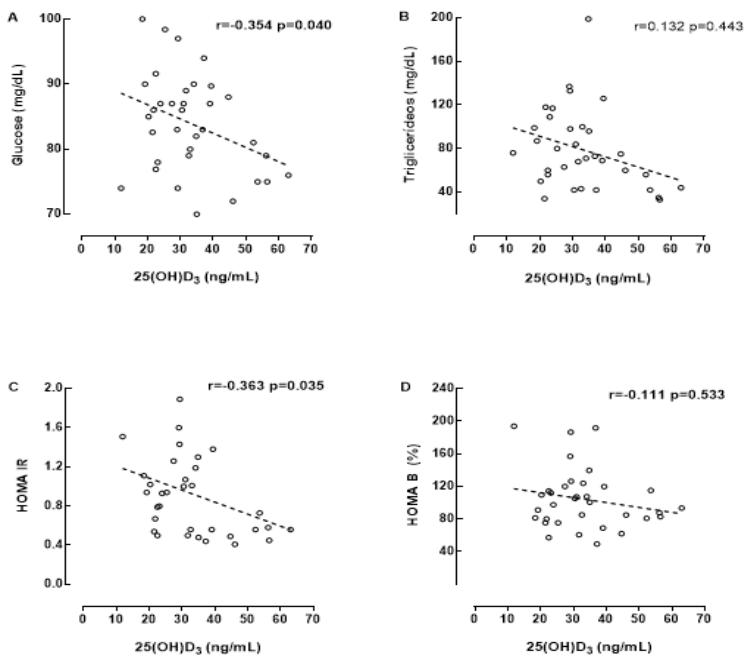 A
r=-0.354 p=0.040
Glucose (mg/dL)
100
90
80
70
0 10 20 30 40 50 60 70
25(OH)D₃ (ng/mL)
B
r=0.132 p=0.443
Triglicerídeos (mg/dL)
200
160
120
80
40
0 10 20 30 40 50 60 70
25(OH)D₃ (ng/mL)
C
r=-0.363 p=0.035
HOMA IR
2.0
1.6
1.2
0.8
0.4
0.0
0 10 20 30 40 50 60 70
25(OH)D₃ (ng/mL)
D
r=-0.111 p=0.533
HOMA B (%)
240
200
160
120
80
40
0 10 20 30 40 50 60 70
25(OH)D₃ (ng/mL)